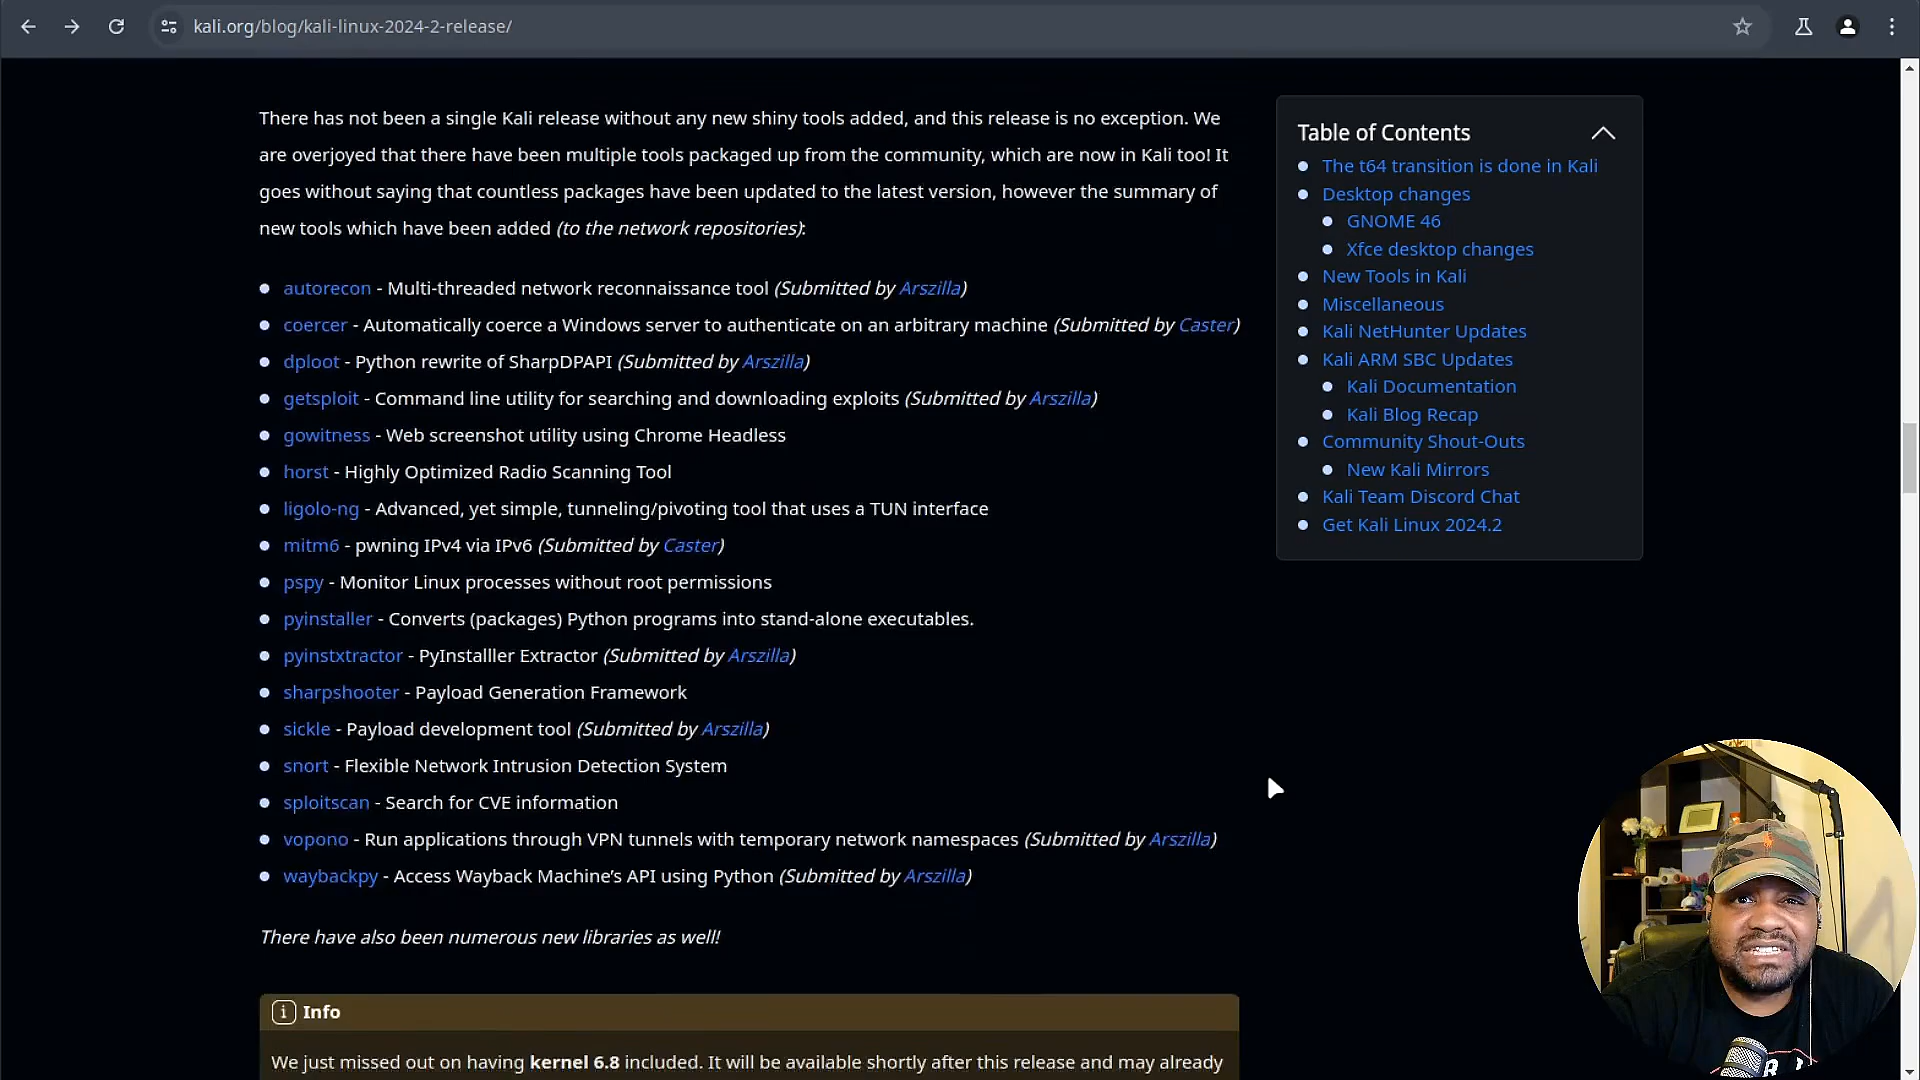 kali.org/blog/kali-linux-2024-2-release/
There has not been a single Kali release without any new shiny tools added, and this release is no exception. We
are overjoyed that there have been multiple tools packaged up from the community, which are now in Kali too! It
goes without saying that countless packages have been updated to the latest version, however the summary of
new tools which have been added (to the network repositories):
autorecon - Multi-threaded network reconnaissance tool (Submitted by Arszilla)
coercer - Automatically coerce a Windows server to authenticate on an arbitrary machine (Submitted by Caster)
dploot - Python rewrite of SharpDPAPI (Submitted by Arszilla)
getsploit - Command line utility for searching and downloading exploits (Submitted by Arszilla)
gowitness - Web screenshot utility using Chrome Headless
horst - Highly Optimized Radio Scanning Tool
ligolo-ng - Advanced, yet simple, tunneling/pivoting tool that uses a TUN interface
mitm6 - pwning IPv4 via IPv6 (Submitted by Caster)
pspy - Monitor Linux processes without root permissions
pyinstaller - Converts (packages) Python programs into stand-alone executables.
pyinstxtractor - PyInstalller Extractor (Submitted by Arszilla)
sharpshooter - Payload Generation Framework
sickle - Payload development tool (Submitted by Arszilla)
snort - Flexible Network Intrusion Detection System
sploitscan - Search for CVE information
vopono - Run applications through VPN tunnels with temporary network namespaces (Submitted by Arszilla)
waybackpy - Access Wayback Machine's API using Python (Submitted by Arszilla)
There have also been numerous new libraries as well!
Info
We just missed out on having kernel 6.8 included. It will be available shortly after this release and may already
Table of Contents
The t64 transition is done in Kali
Desktop changes
GNOME 46
Xfce desktop changes
New Tools in Kali
Miscellaneous
Kali NetHunter Updates
Kali ARM SBC Updates
Kali Documentation
Kali Blog Recap
Community Shout-Outs
New Kali Mirrors
Kali Team Discord Chat
Get Kali Linux 2024.2